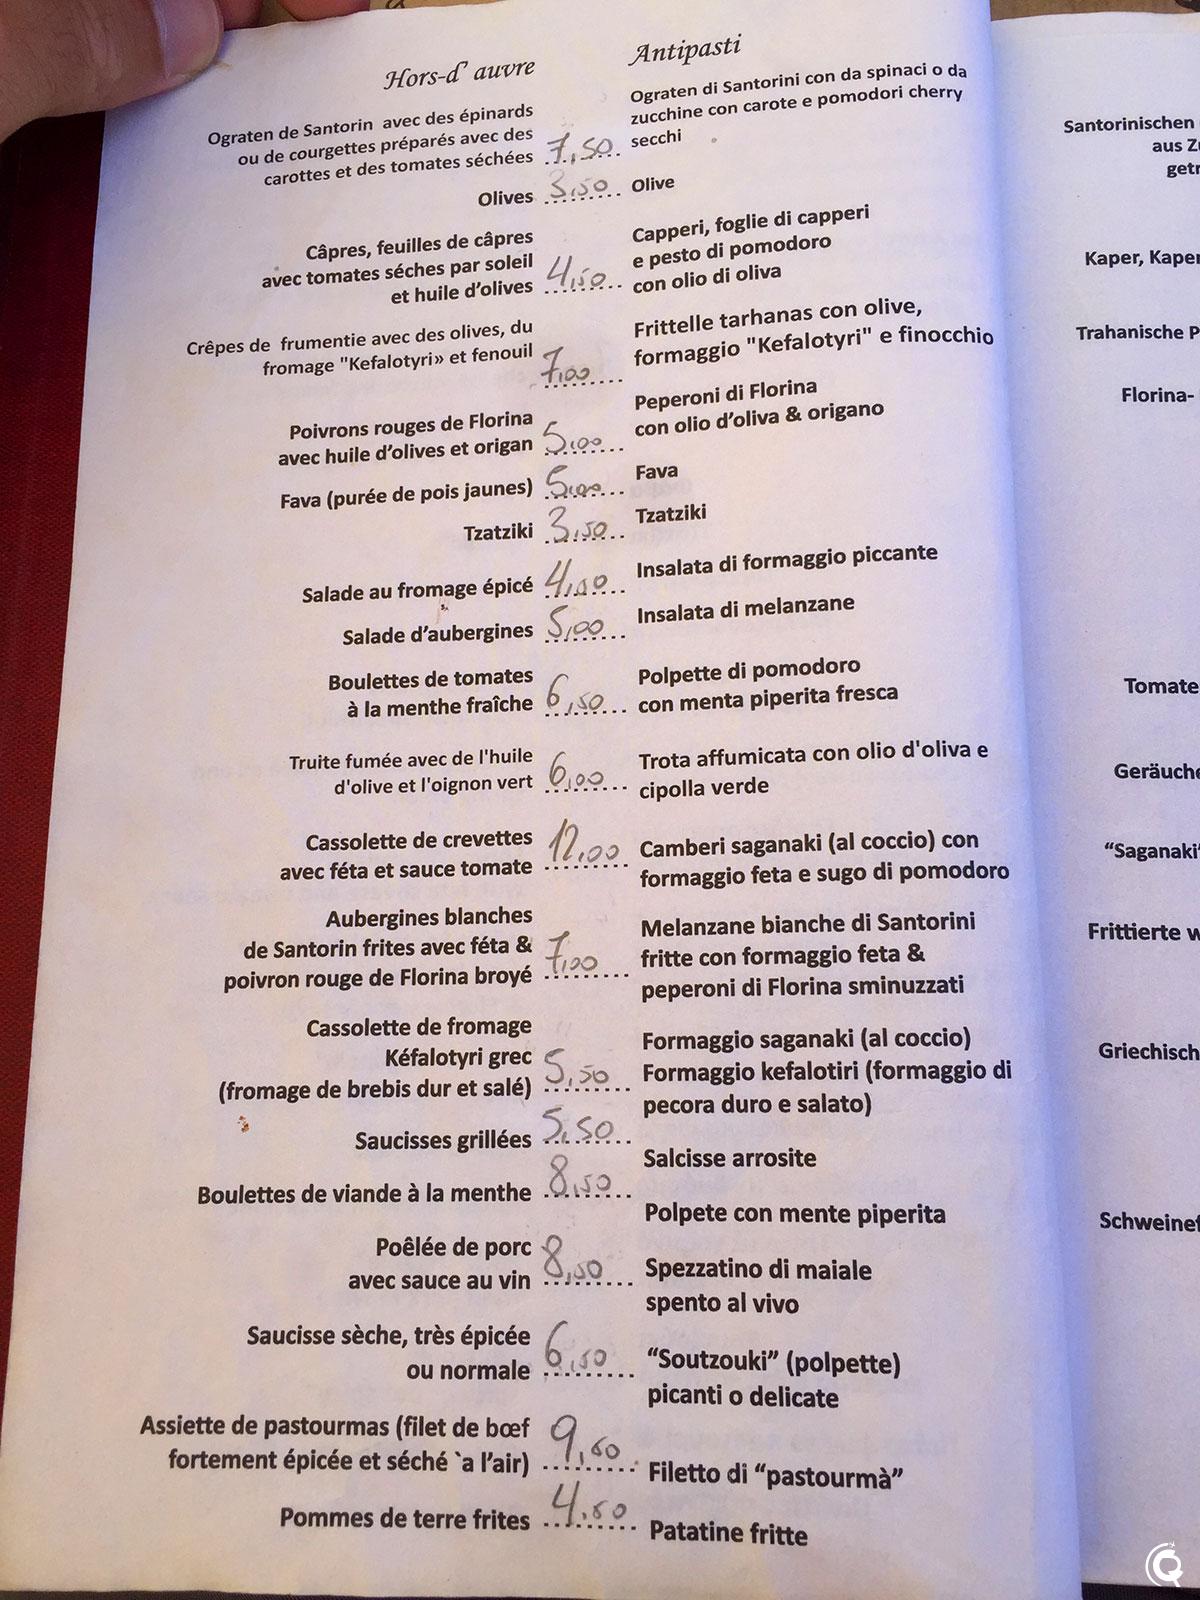 Hors-d' auvre
Antipasti
Ograten de Santorin avec des épinards
ou de courgettes préparés avec des
carottes et des tomates séchées
7,50
Ograten di Santorini con da spinaci o da
zucchine con carote e pomodori cherry
secchi
Olives
3,50
Olive
Câpres, feuilles de câpres
avec tomates séches par soleil
et huile d'olives
4,50
Capperi, foglie di capperi
e pesto di pomodoro
con olio di oliva
Crêpes de frumentie avec des olives, du
fromage "Kefalotyri» et fenouil
7,00
Frittelle tarhanas con olive,
formaggio "Kefalotyri" e finocchio
Poivrons rouges de Florina
avec huile d'olives et origan
5,00
Peperoni di Florina
con olio d'oliva & origano
Fava (purée de pois jaunes)
5,00
Fava
Tzatziki
3,50
Tzatziki
Salade au fromage épicé
Insalata di formaggio piccante
Salade d'aubergines
5,00
Insalata di melanzane
Boulettes de tomates
à la menthe fraîche
6,50
Polpette di pomodoro
con menta piperita fresca
Truite fumée avec de l'huile
d'olive et l'oignon vert
6,00
Trota affumicata con olio d'oliva e
cipolla verde
Cassolette de crevettes
avec féta et sauce tomate
12,00
Camberi saganaki (al coccio) con
formaggio feta e sugo di pomodoro
Aubergines blanches
de Santorin frites avec féta &
poivron rouge de Florina broyé
7,00
Melanzane bianche di Santorini
fritte con formaggio feta &
peperoni di Florina sminuzzati
Cassolette de fromage
Kéfalotyri grec
(fromage de brebis dur et salé)
5,50
Formaggio saganaki (al coccio)
Formaggio kefalotiri (formaggio di
pecora duro e salato)
Saucisses grillées
5,50
Salcisse arrosite
Boulettes de viande à la menthe
8,50
Polpete con mente piperita
Poêlée de porc
avec sauce au vin
8,50
Spezzatino di maiale
spento al vivo
Saucisse sèche, très épicée
ou normale
6,50
"Soutzouki" (polpette)
picanti o delicate
Assiette de pastourmas (filet de bœf
fortement épicée et séché `a l'air)
Filetto di "pastourmà"
Pommes de terre frites
Patatine fritte
Santorinischen
aus Z
getr
Kaper, Kaper
Trahanische P
Florina-
Tomate
Geräuche
"Saganaki"
Frittierte w
Griechisch
Schweinef